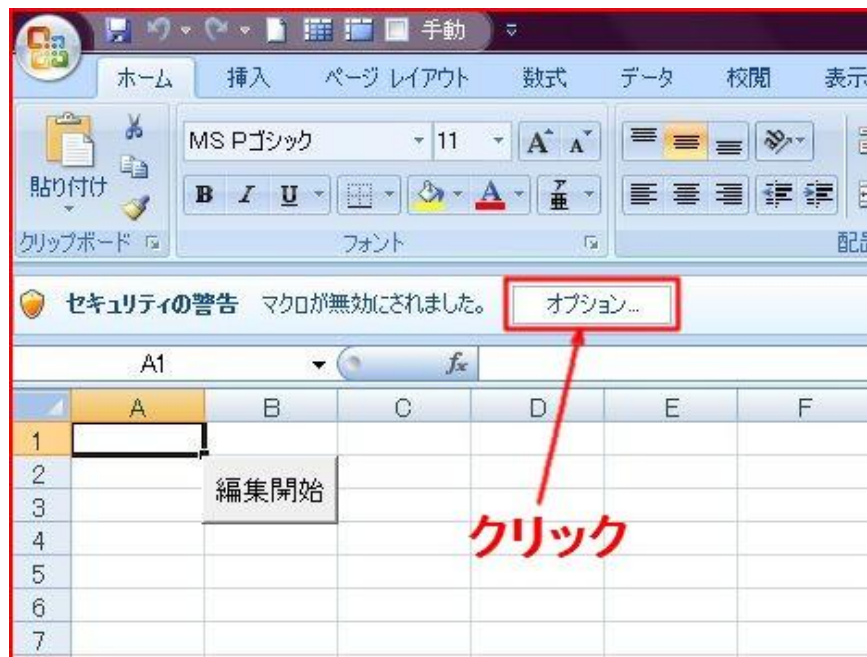 手動
ホーム 挿入 ページ レイアウト 数式 データ 校閲 表示
MS Pゴシック 11 A A
貼り付け
B I U A ア亜
クリップボード フォント 配
セキュリティの警告 マクロが無効にされました。 オプション...
A1 fx
A B C D E F
1
2
編集開始
3
4
クリック
5
6
7